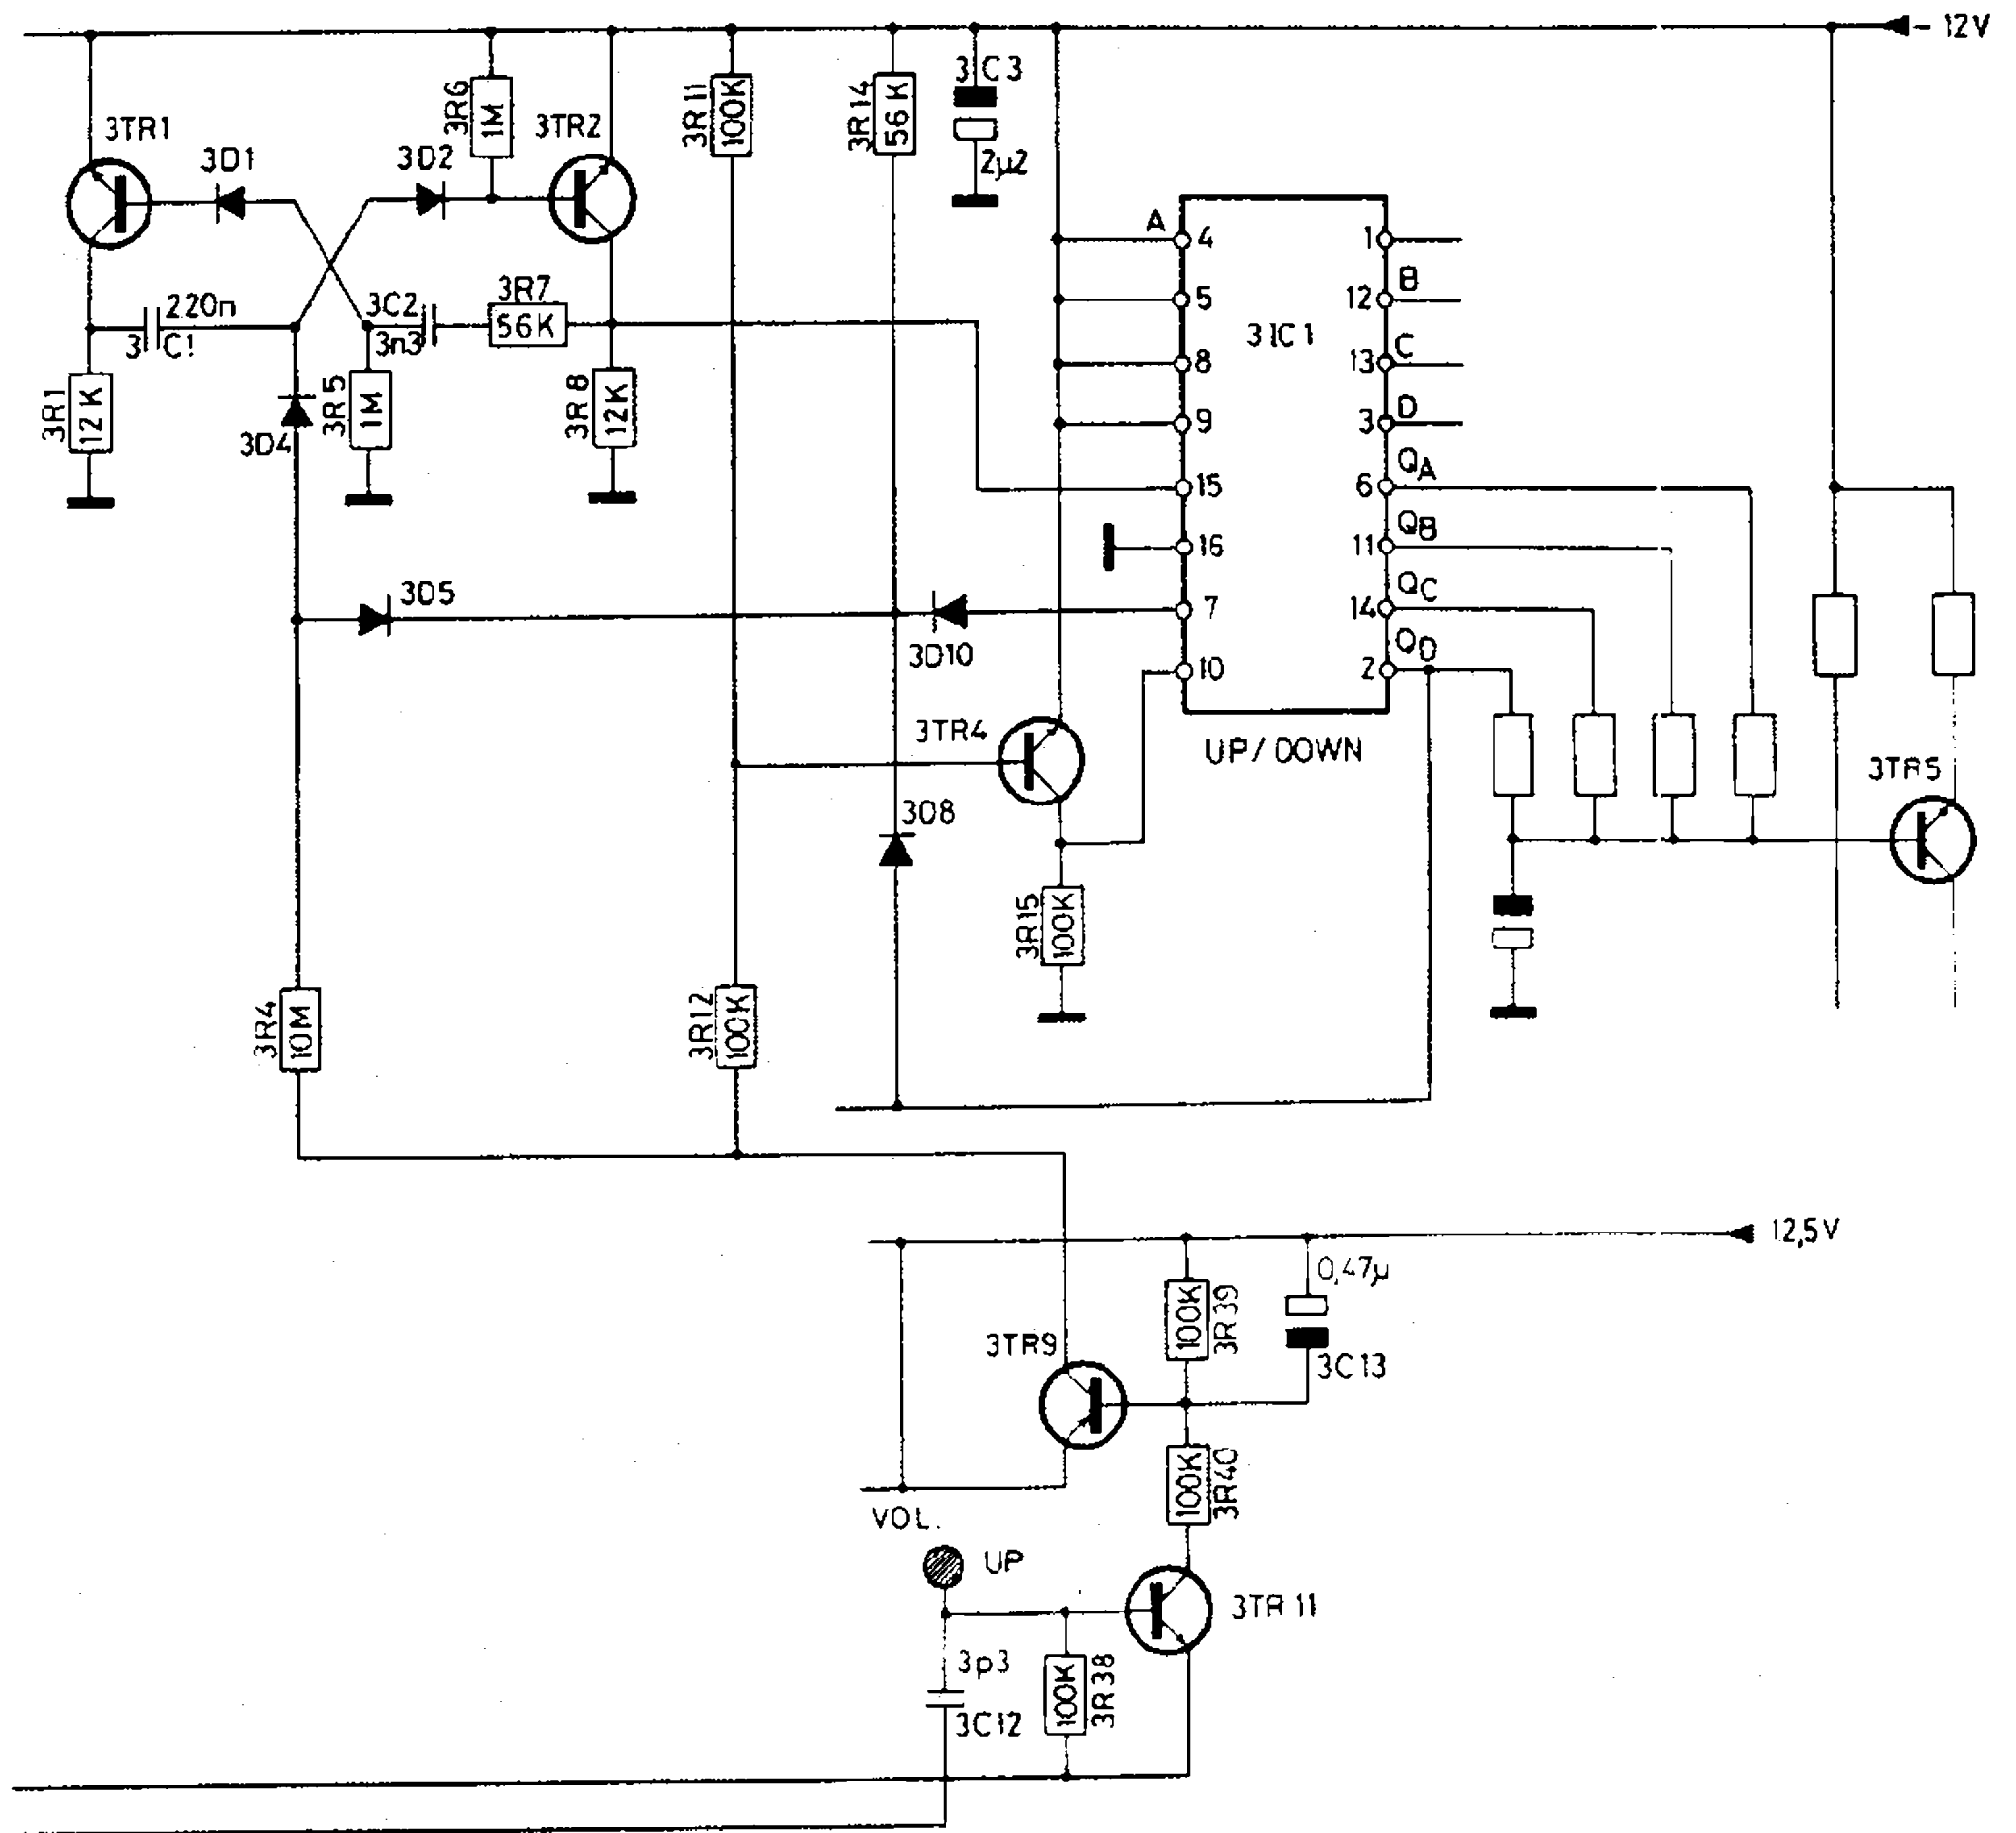 - 12V
3TR1
3D1
3D2
3R6
1M
3TR2
3R11
100K
3R14
56K
3C3
2µ2
220n
3C1
3C2
3n3
3R7
56K
3R1
12K
3D4
3R5
1M
3R8
12K
3IC1
A
4
5
8
9
15
16
7
10
1
B
12
C
13
D
3
QA
6
QB
11
QC
14
QD
2
UP/DOWN
3D5
3D10
3TR4
3D8
3TR5
3R15
100K
3R4
10M
3R12
100K
12,5V
0,47µ
3C13
100K
3R39
3TR9
100K
3R40
VOL.
UP
3TR11
3p3
3C12
100K
3R38